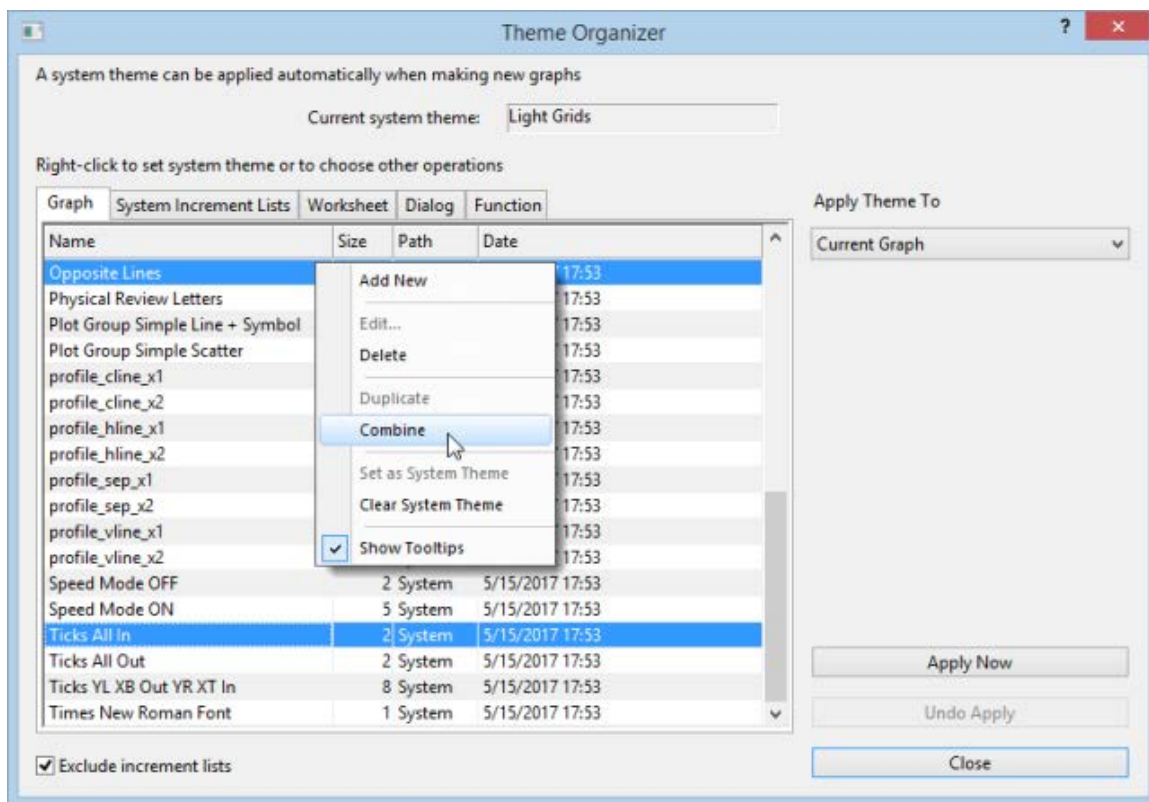 Theme Organizer ? ×
A system theme can be applied automatically when making new graphs
Current system theme: Light Grids
Right-click to set system theme or to choose other operations
Graph System Increment Lists Worksheet Dialog Function
Apply Theme To
Name Size Path Date
Current Graph
Opposite Lines 17:53
Physical Review Letters 17:53
Plot Group Simple Line + Symbol 17:53
Plot Group Simple Scatter 17:53
profile_cline_x1 17:53
profile_cline_x2 17:53
profile_hline_x1 17:53
profile_hline_x2 17:53
profile_sep_x1 17:53
profile_sep_x2 17:53
profile_vline_x1 17:53
profile_vline_x2 17:53
Add New
Edit...
Delete
Duplicate
Combine
Set as System Theme
Clear System Theme
Show Tooltips
Speed Mode OFF 2 System 5/15/2017 17:53
Speed Mode ON 5 System 5/15/2017 17:53
Ticks All In 2 System 5/15/2017 17:53
Ticks All Out 2 System 5/15/2017 17:53
Ticks YL XB Out YR XT In 8 System 5/15/2017 17:53
Times New Roman Font 1 System 5/15/2017 17:53
Apply Now
Undo Apply
Exclude increment lists
Close